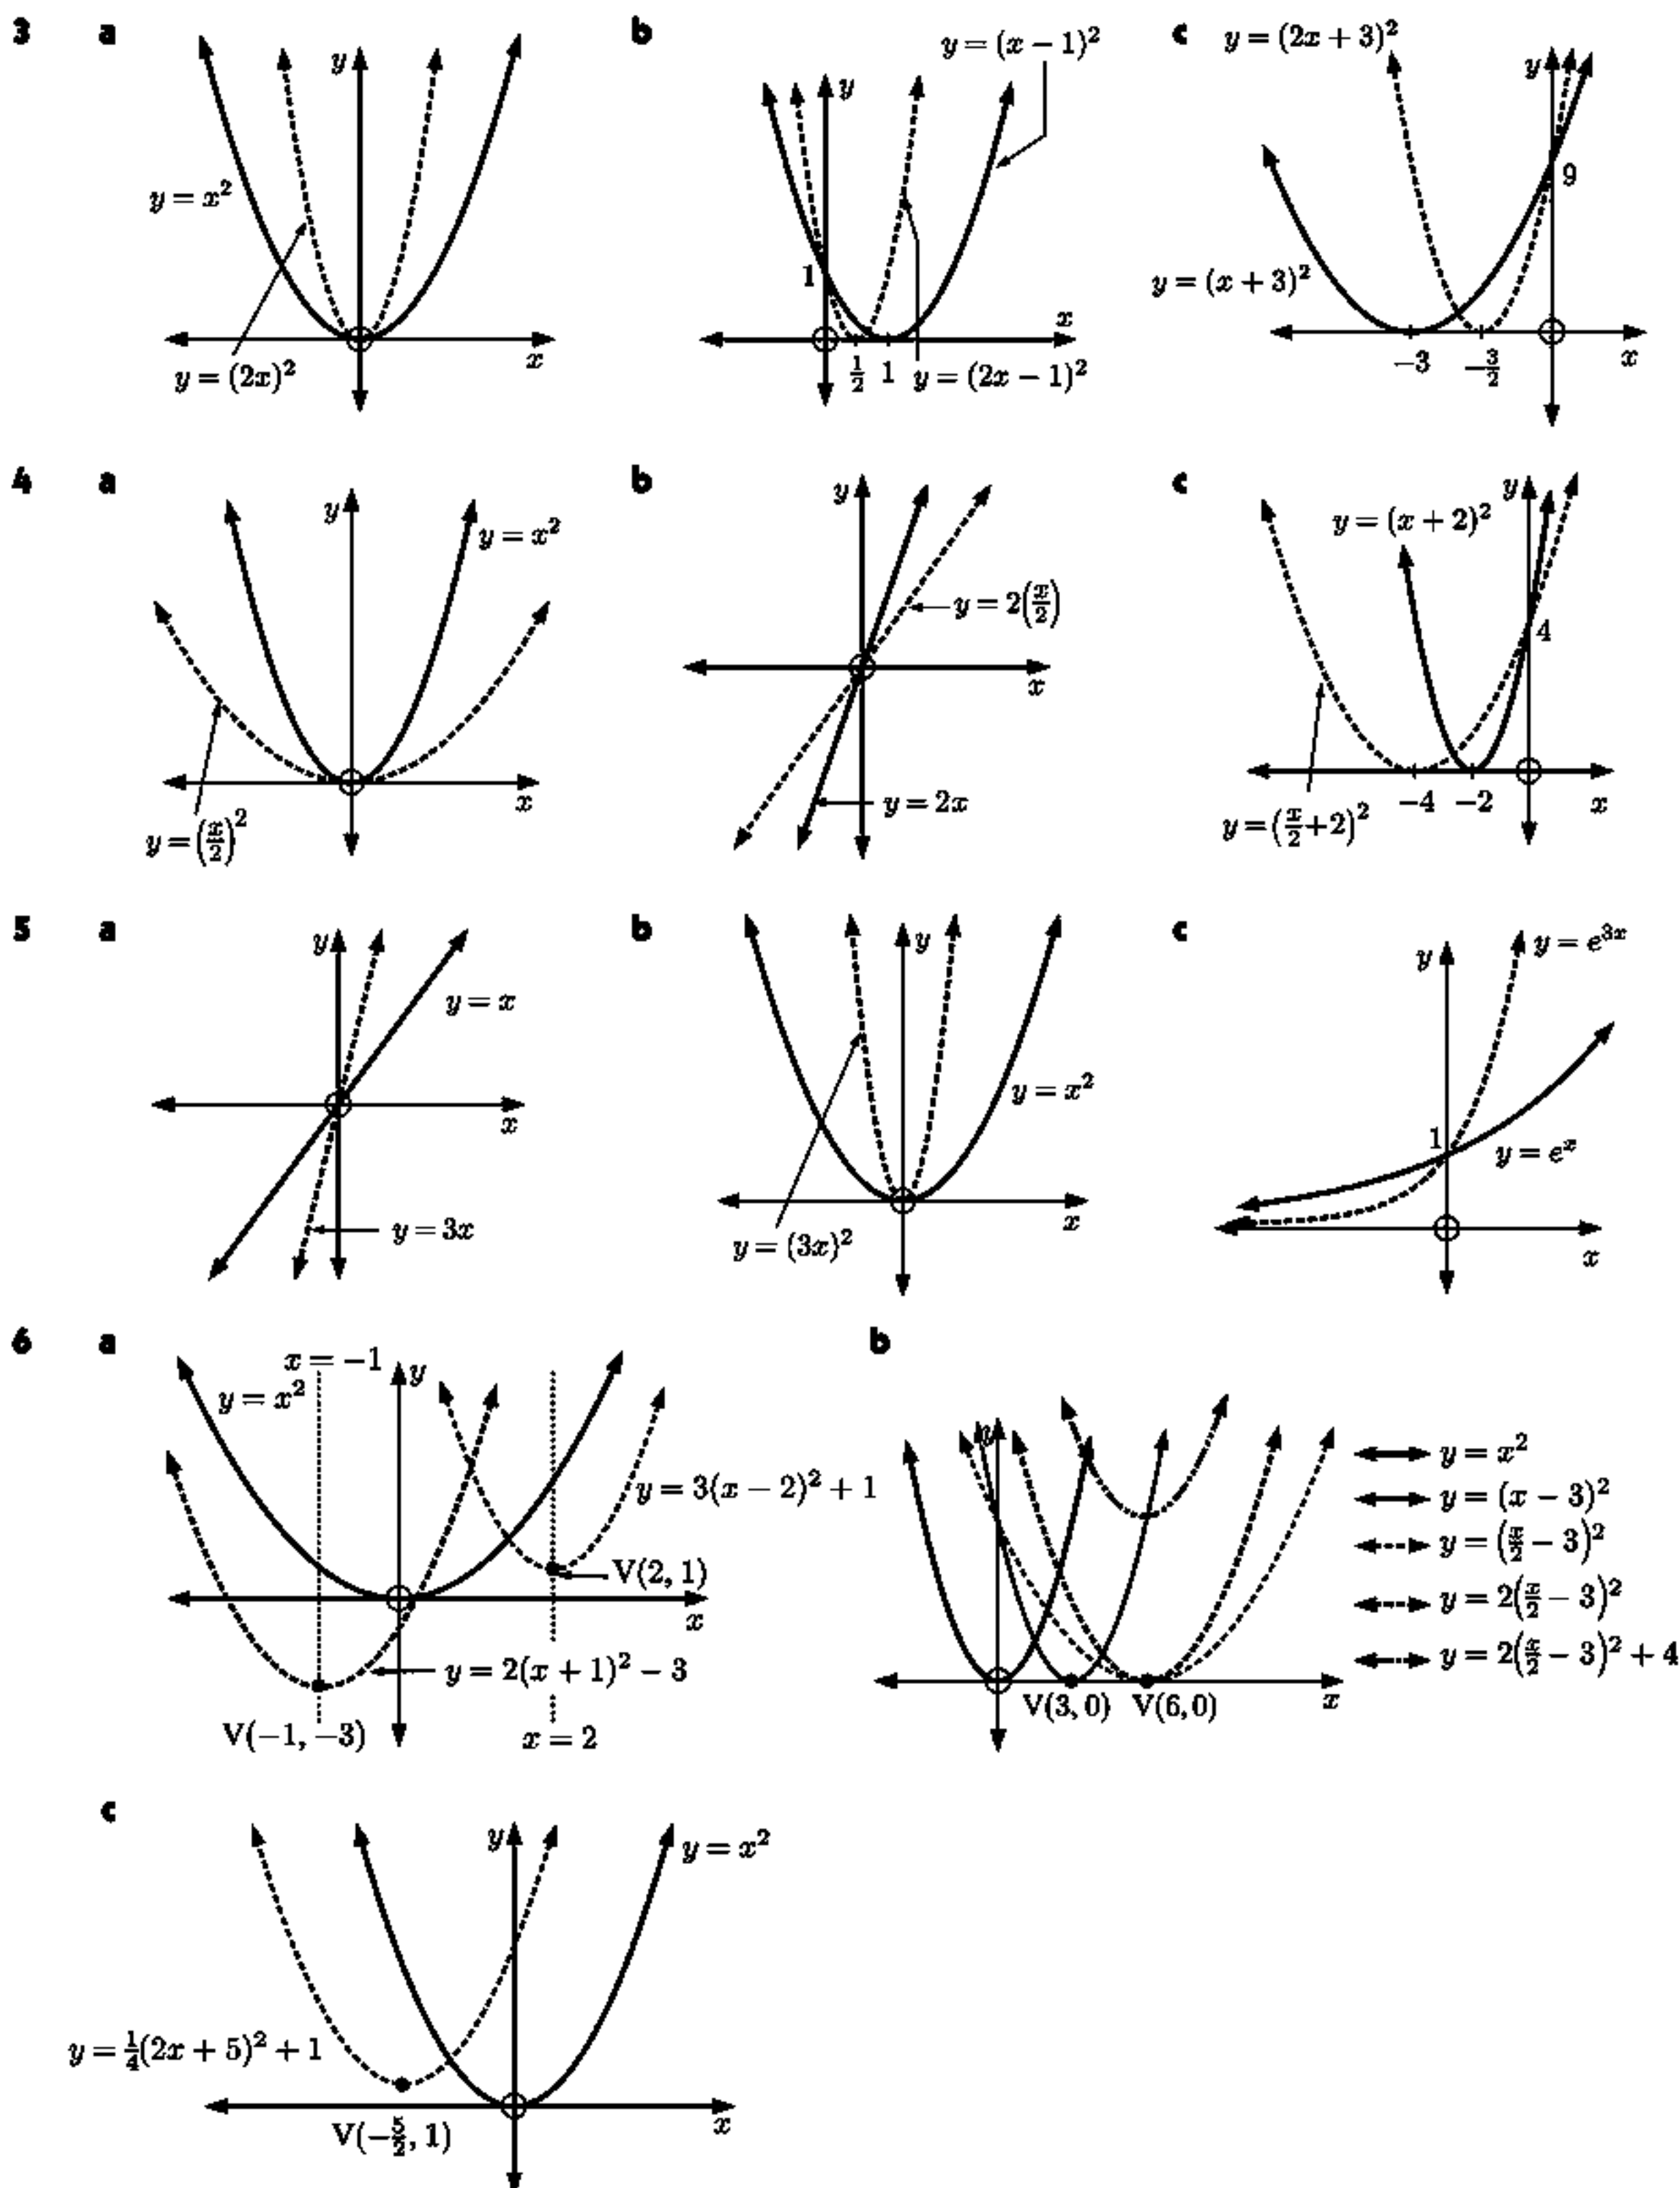 3 a b c
y = x²
y = (2x)²
y
x
y = (x − 1)²
y
1
x
1/2 1
y = (2x − 1)²
y = (2x + 3)²
y
9
y = (x + 3)²
−3 −3/2
x
4 a b c
y
y = x²
x
y = (x/2)²
y
y = 2(x/2)
x
y = 2x
y
y = (x + 2)²
4
−4 −2
x
y = (x/2 + 2)²
5 a b c
y
y = x
x
y = 3x
y
y = x²
x
y = (3x)²
y = e³ˣ
y
1
y = eˣ
x
6 a b
x = −1
y
y = x²
y = 3(x − 2)² + 1
V(2, 1)
x
y = 2(x + 1)² − 3
V(−1, −3)
x = 2
y
y = x²
y = (x − 3)²
y = (x/2 − 3)²
y = 2(x/2 − 3)²
y = 2(x/2 − 3)² + 4
V(3, 0) V(6, 0)
x
c
y
y = x²
y = 1/4(2x + 5)² + 1
V(−5/2, 1)
x